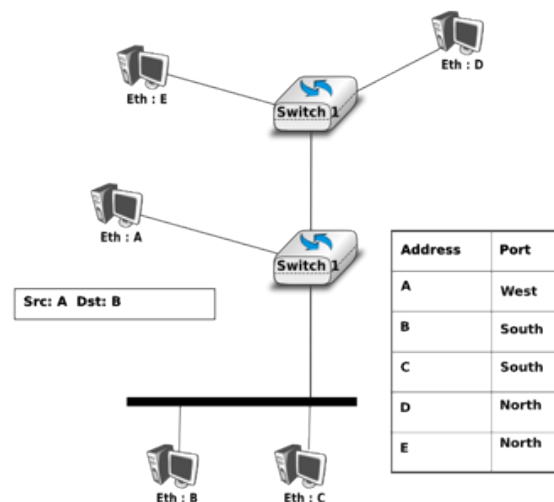 Eth : D
Eth : E
Switch 1
Eth : A
Switch 1
Src: A Dst: B
Address Port
A West
B South
C South
D North
E North
Eth : B
Eth : C